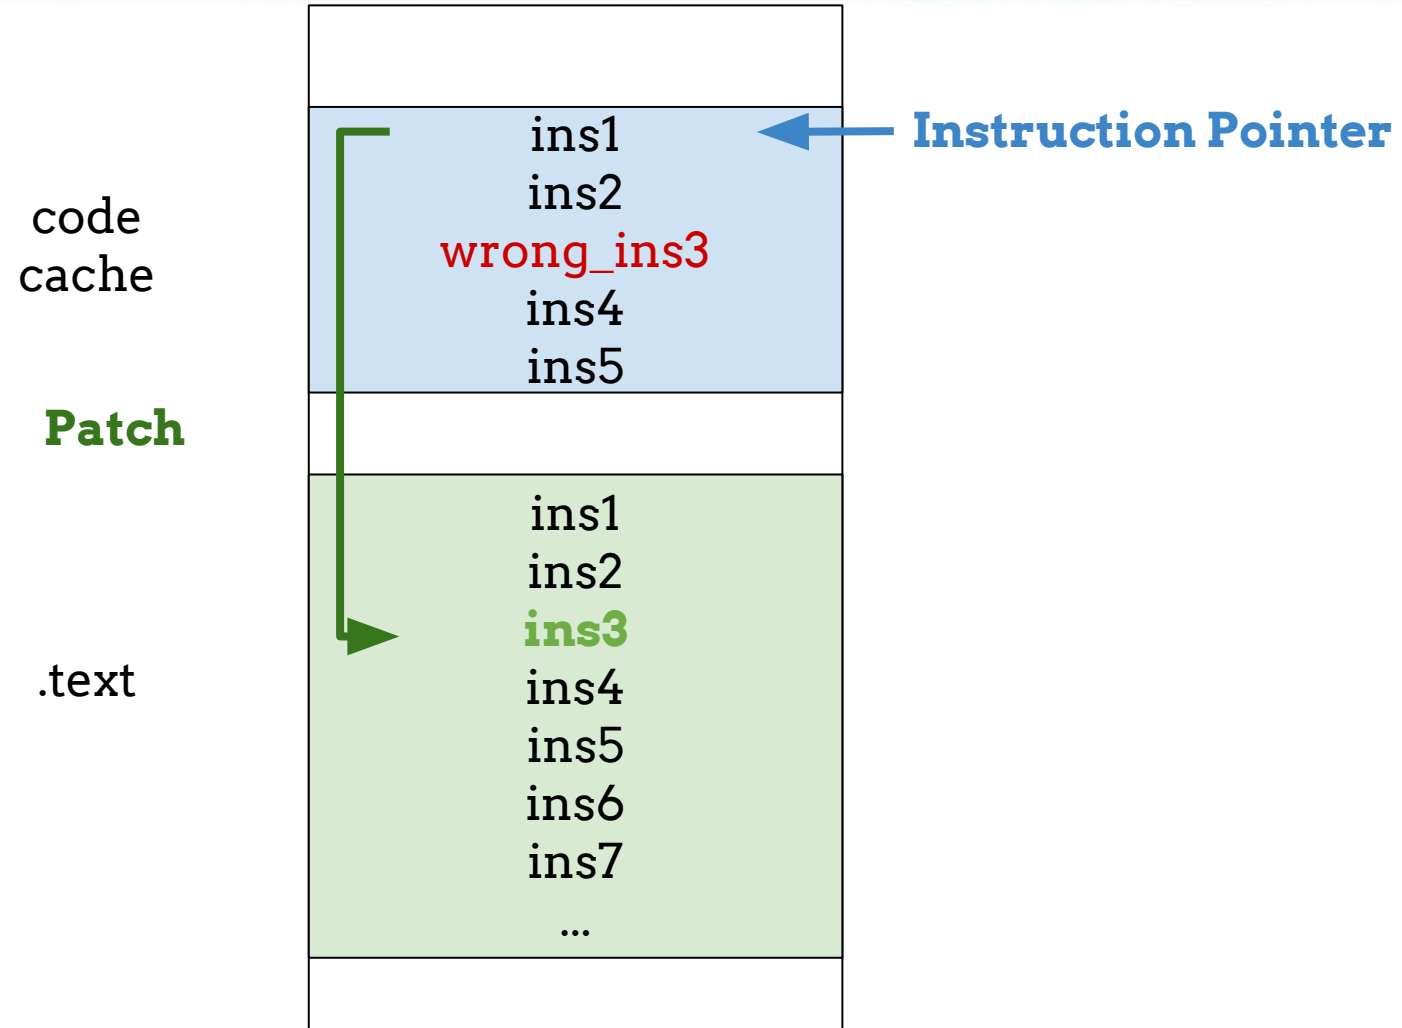 ins1
Instruction Pointer
ins2
wrong_ins3
ins4
ins5
code
cache
Patch
ins1
ins2
ins3
ins4
ins5
ins6
ins7
...
.text